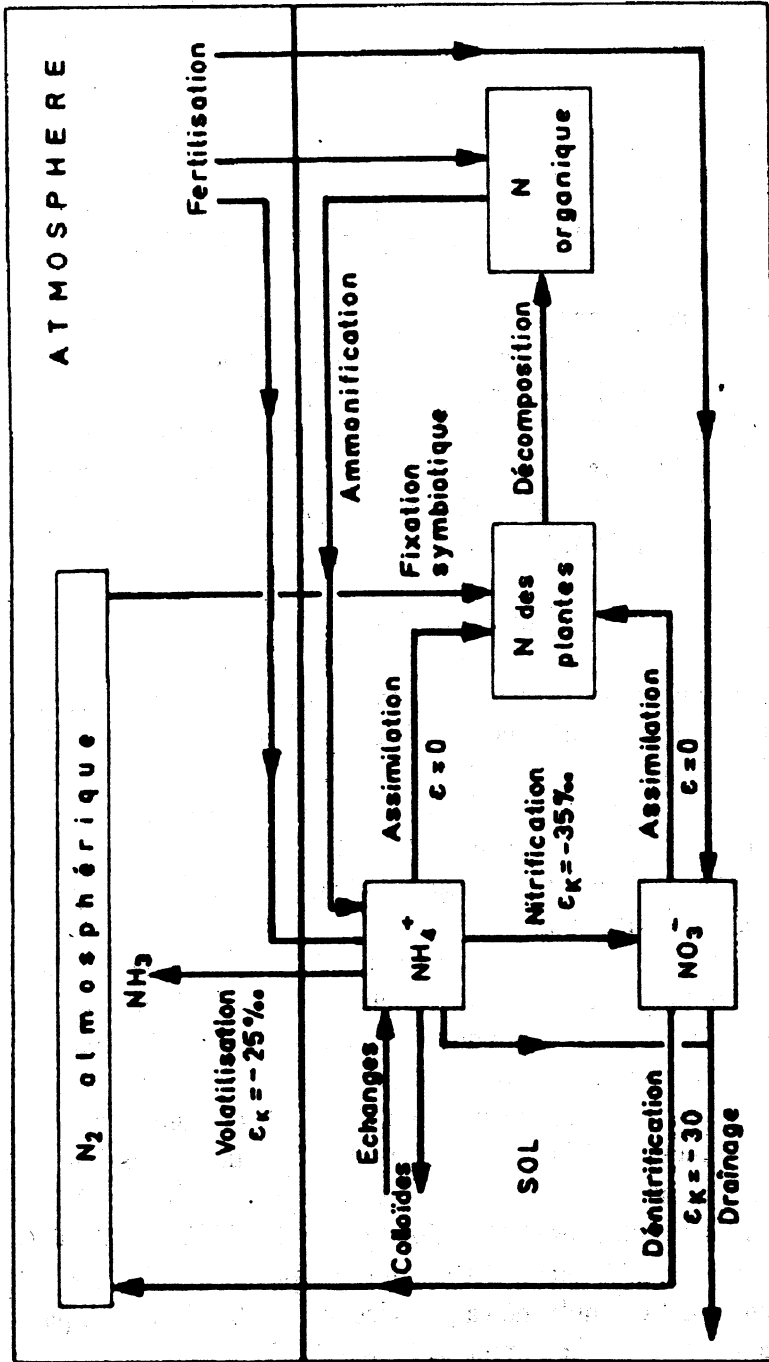 ATMOSPHERE
N₂ atmosphérique
Fertilisation
NH₃
Volatilisation
εK = -25‰
Ammonification
Fixation
symbiotique
Echanges
Colloïdes
NH₄⁺
Assimilation
ε = 0
N des
plantes
Décomposition
N
organique
SOL
Nitrification
εK = -35‰
Assimilation
ε = 0
NO₃⁻
Dénitrification
εK = -30
Drainage